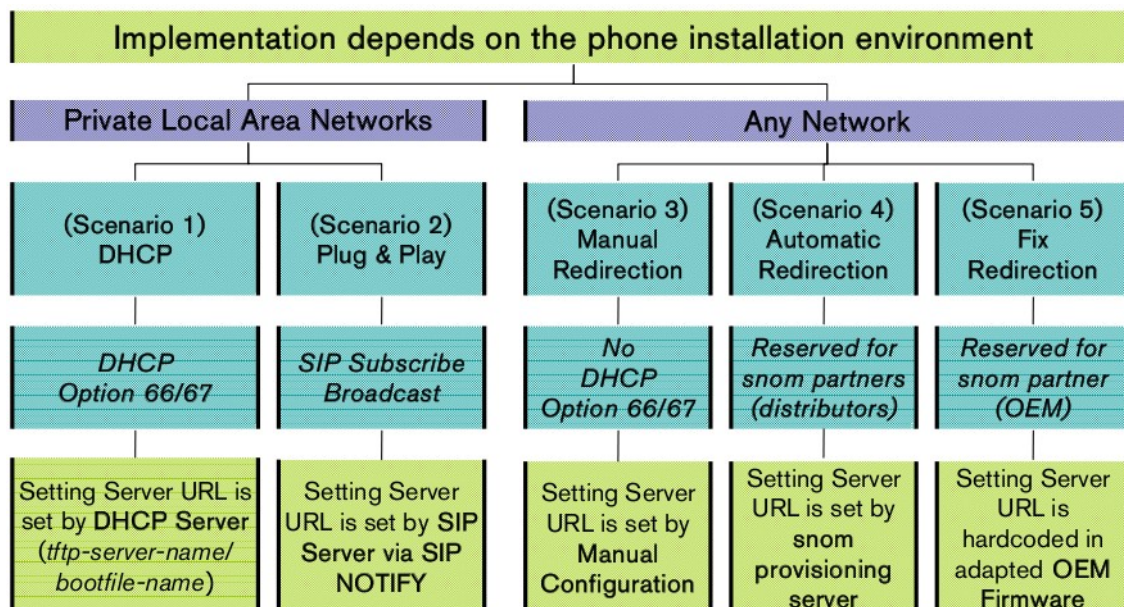 Implementation depends on the phone installation environment
Private Local Area Networks
Any Network
(Scenario 1)
DHCP
(Scenario 2)
Plug & Play
(Scenario 3)
Manual
Redirection
(Scenario 4)
Automatic
Redirection
(Scenario 5)
Fix
Redirection
DHCP
Option 66/67
SIP Subscribe
Broadcast
No
DHCP
Option 66/67
Reserved for
snom partners
(distributors)
Reserved for
snom partner
(OEM)
Setting Server URL is
set by DHCP Server
(tftp-server-name/
bootfile-name)
Setting Server
URL is set by SIP
Server via SIP
NOTIFY
Setting Server
URL is set by
Manual
Configuration
Setting Server
URL is set by
snom
provisioning
server
Setting Server
URL is
hardcoded in
adapted OEM
Firmware